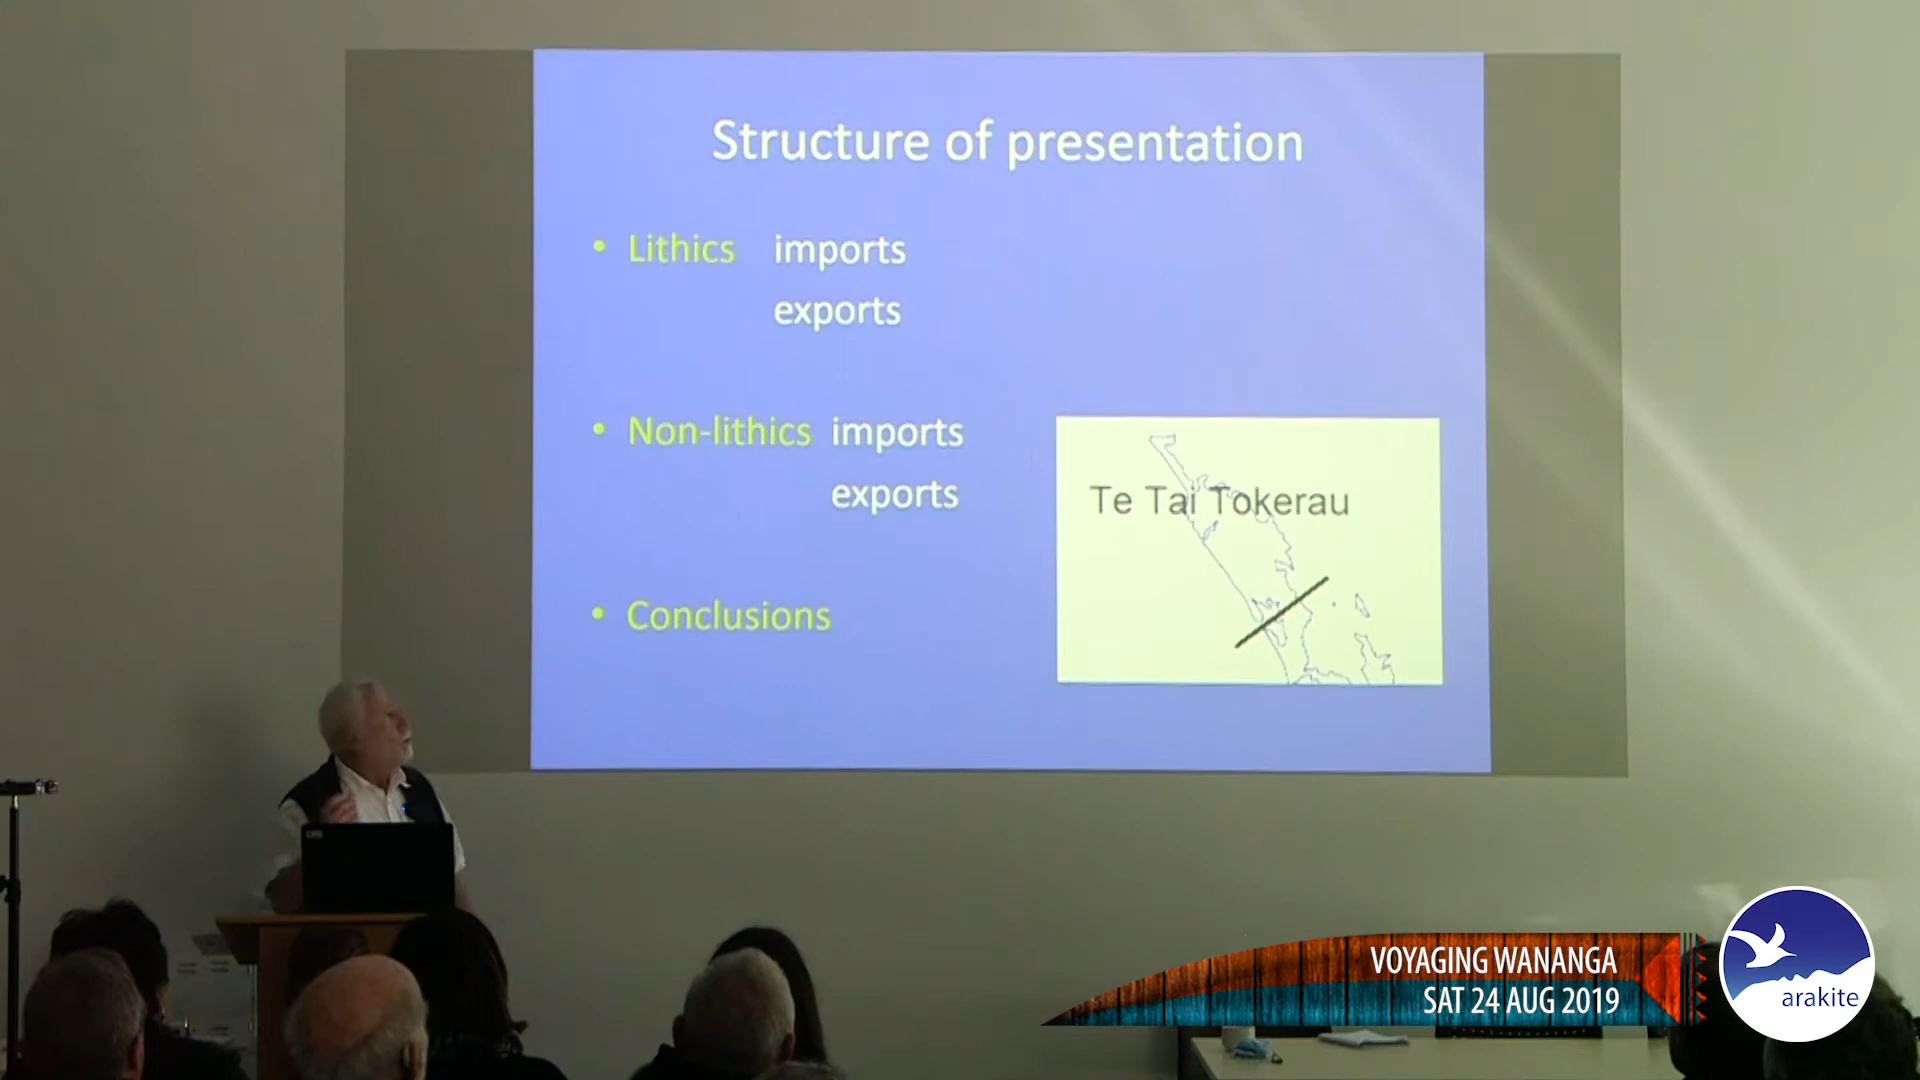 Structure of presentation
• Lithics imports
exports
• Non-lithics imports
exports
• Conclusions
Te Tai Tokerau
VOYAGING WANANGA
SAT 24 AUG 2019
arakite